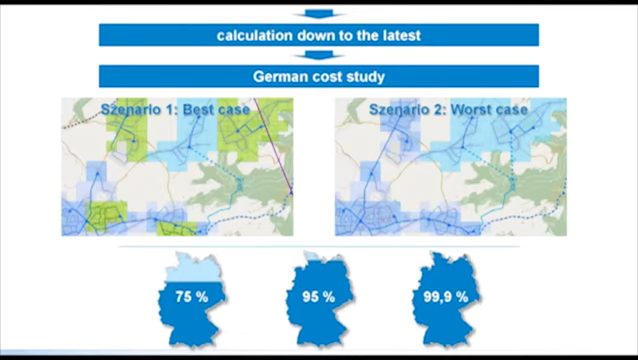 calculation down to the latest
German cost study
Szenario 1: Best case
Szenario 2: Worst case
75 %
95 %
99,9 %